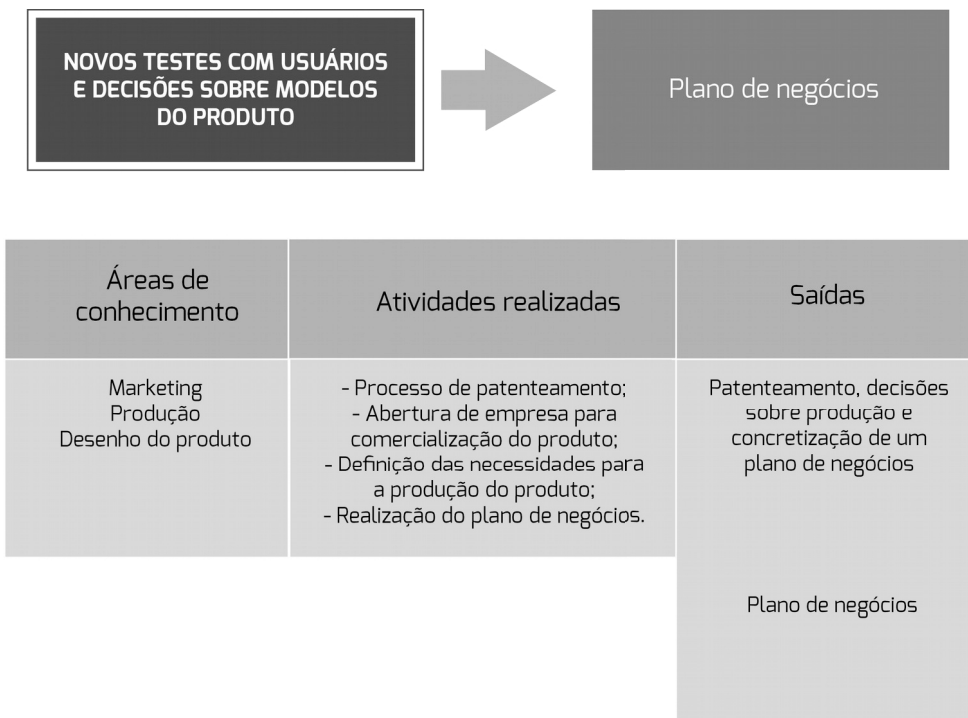 NOVOS TESTES COM USUÁRIOS
E DECISÕES SOBRE MODELOS
DO PRODUTO
Plano de negócios
Áreas de
conhecimento
Atividades realizadas
Saídas
Marketing
Produção
Desenho do produto
- Processo de patenteamento;
- Abertura de empresa para
comercialização do produto;
- Definição das necessidades para
a produção do produto;
- Realização do plano de negócios.
Patenteamento, decisões
sobre produção e
concretização de um
plano de negócios
Plano de negócios